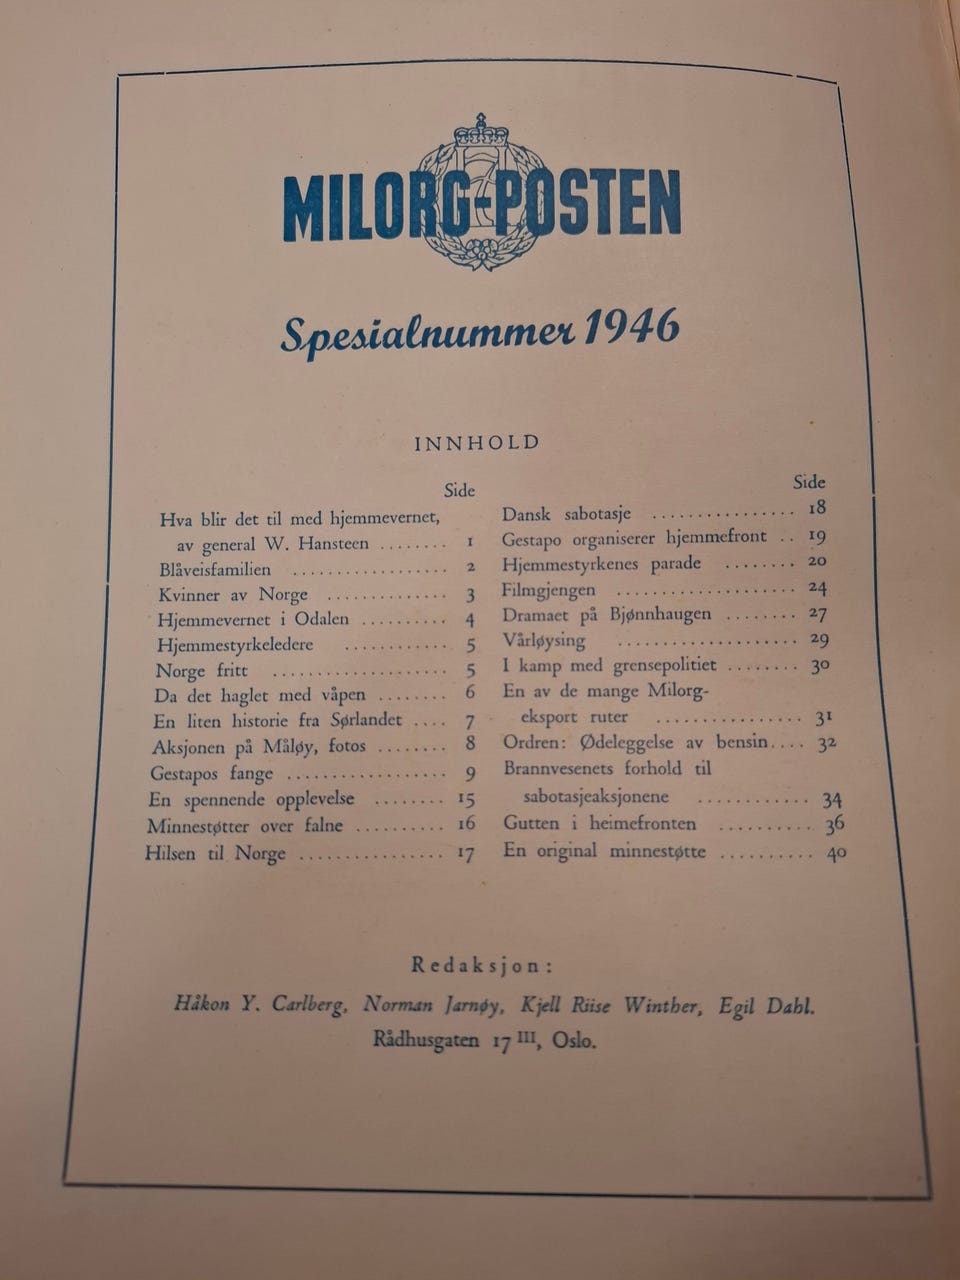 MILORG-POSTEN
Spesialnummer 1946
INNHOLD
Side
Hva blir det til med hjemmevernet,
av general W. Hansteen ........ 1
Blåveisfamilien .................. 2
Kvinner av Norge .............. 3
Hjemmevernet i Odalen .......... 4
Hjemmestyrkeledere ............ 5
Norge fritt .................... 5
Da det haglet med våpen ........ 6
En liten historie fra Sørlandet .... 7
Aksjonen på Måløy, fotos ........ 8
Gestapos fange .................. 9
En spennende opplevelse ........ 15
Minnestøtter over falne .......... 16
Hilsen til Norge ................ 17
Side
Dansk sabotasje ................ 18
Gestapo organiserer hjemmefront .. 19
Hjemmestyrkenes parade ........ 20
Filmgjengen .................... 24
Dramaet på Bjønnhaugen ........ 27
Vårløysing .................... 29
I kamp med grensepolitiet ........ 30
En av de mange Milorg-
eksport ruter ................ 31
Ordren: Ødeleggelse av bensin.... 32
Brannvesenets forhold til
sabotasjeaksjonene ............ 34
Gutten i heimefronten .......... 36
En original minnestøtte .......... 40
Redaksjon:
Håkon Y. Carlberg, Norman Jarnøy, Kjell Riise Winther, Egil Dahl.
Rådhusgaten 17 III, Oslo.